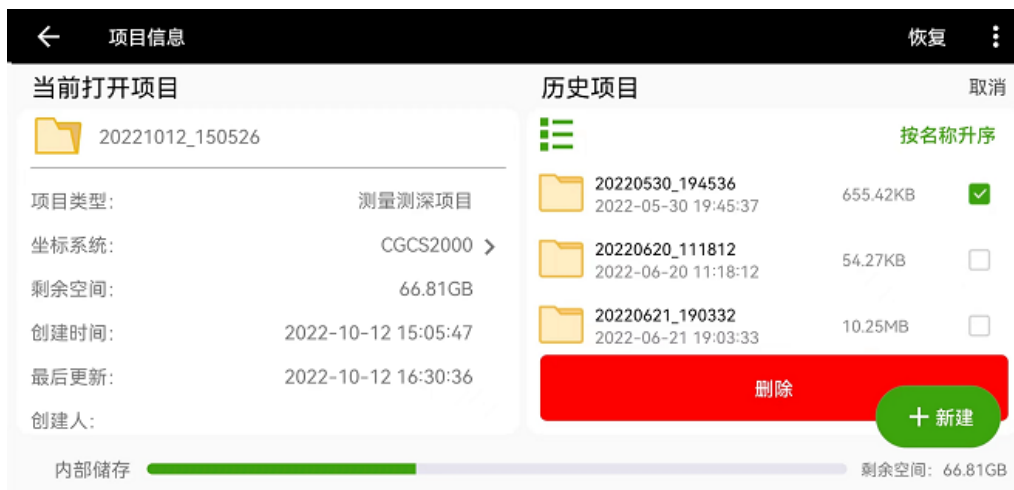 项目信息
恢复
当前打开项目
20221012_150526
项目类型:
测量测深项目
坐标系统:
CGCS2000
剩余空间:
66.81GB
创建时间:
2022-10-12 15:05:47
最后更新:
2022-10-12 16:30:36
创建人:
历史项目
取消
按名称升序
20220530_194536
2022-05-30 19:45:37
655.42KB
20220620_111812
2022-06-20 11:18:12
54.27KB
20220621_190332
2022-06-21 19:03:33
10.25MB
删除
新建
内部储存
剩余空间: 66.81GB